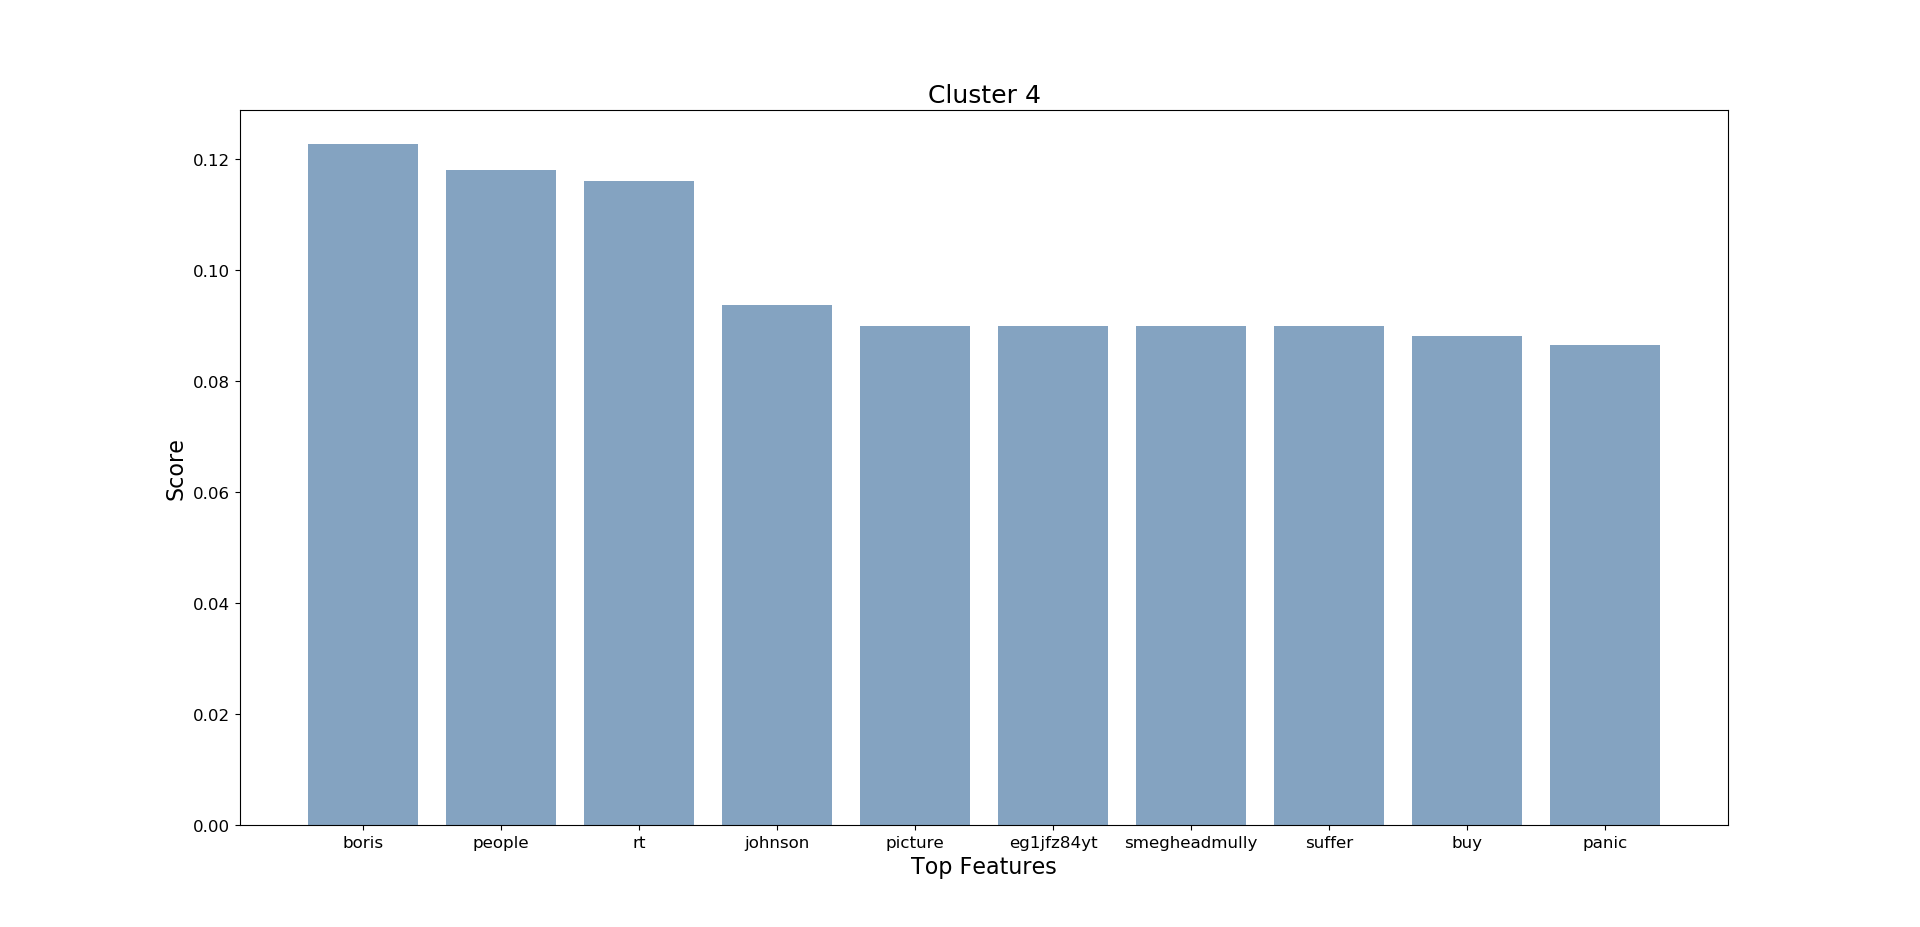 Cluster 4
Score
0.12
0.10
0.08
0.06
0.04
0.02
0.00
boris people rt johnson picture eg1jfz84yt smegheadmully suffer buy panic
Top Features